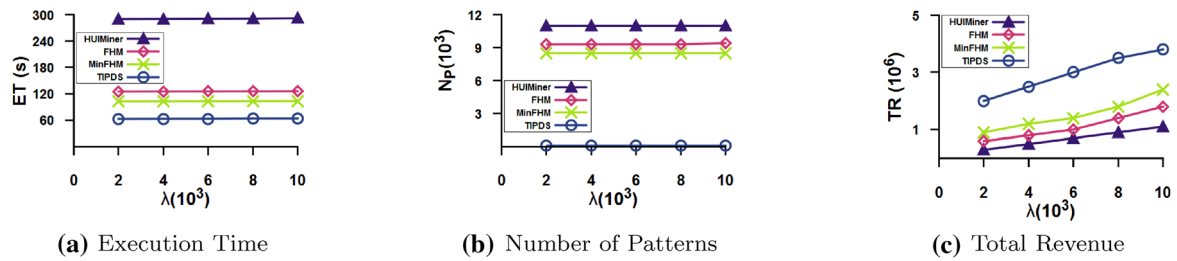 300
240
180
120
60
ET (s)
HUIMiner
FHM
MinFHM
TIPDS
0 2 4 6 8 10
λ(10³)
(a) Execution Time
12
9
6
3
Nₚ(10³)
HUIMiner
FHM
MinFHM
TIPDS
0 2 4 6 8 10
λ(10³)
(b) Number of Patterns
5
3
1
TR (10⁶)
HUIMiner
FHM
MinFHM
TIPDS
0 2 4 6 8 10
λ(10³)
(c) Total Revenue